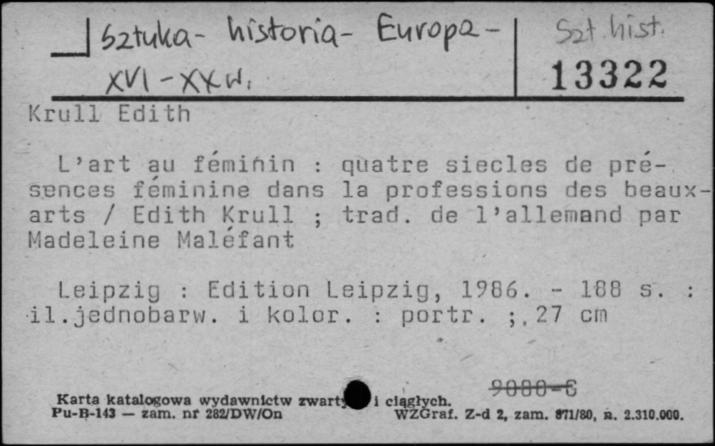 Sztuka - historia - Europa -
Szt. hist.
XVI - XX w.
13322
Krull Edith
L'art au féminin : quatre siecles de pré-
sences féminine dans la professions des beaux-
arts / Edith Krull ; trad. de l'allemand par
Madeleine Maléfant
Leipzig : Edition Leipzig, 1986. - 188 s. :
il.jednobarw. i kolor. : portr. ; 27 cm
9080-C
Karta katalogowa wydawnictw zwarty i ciągłych.
Pu-B-143 — zam. nr 282/DW/On
WZGraf. Z-d 2, zam. 871/80, n. 2.310.000.